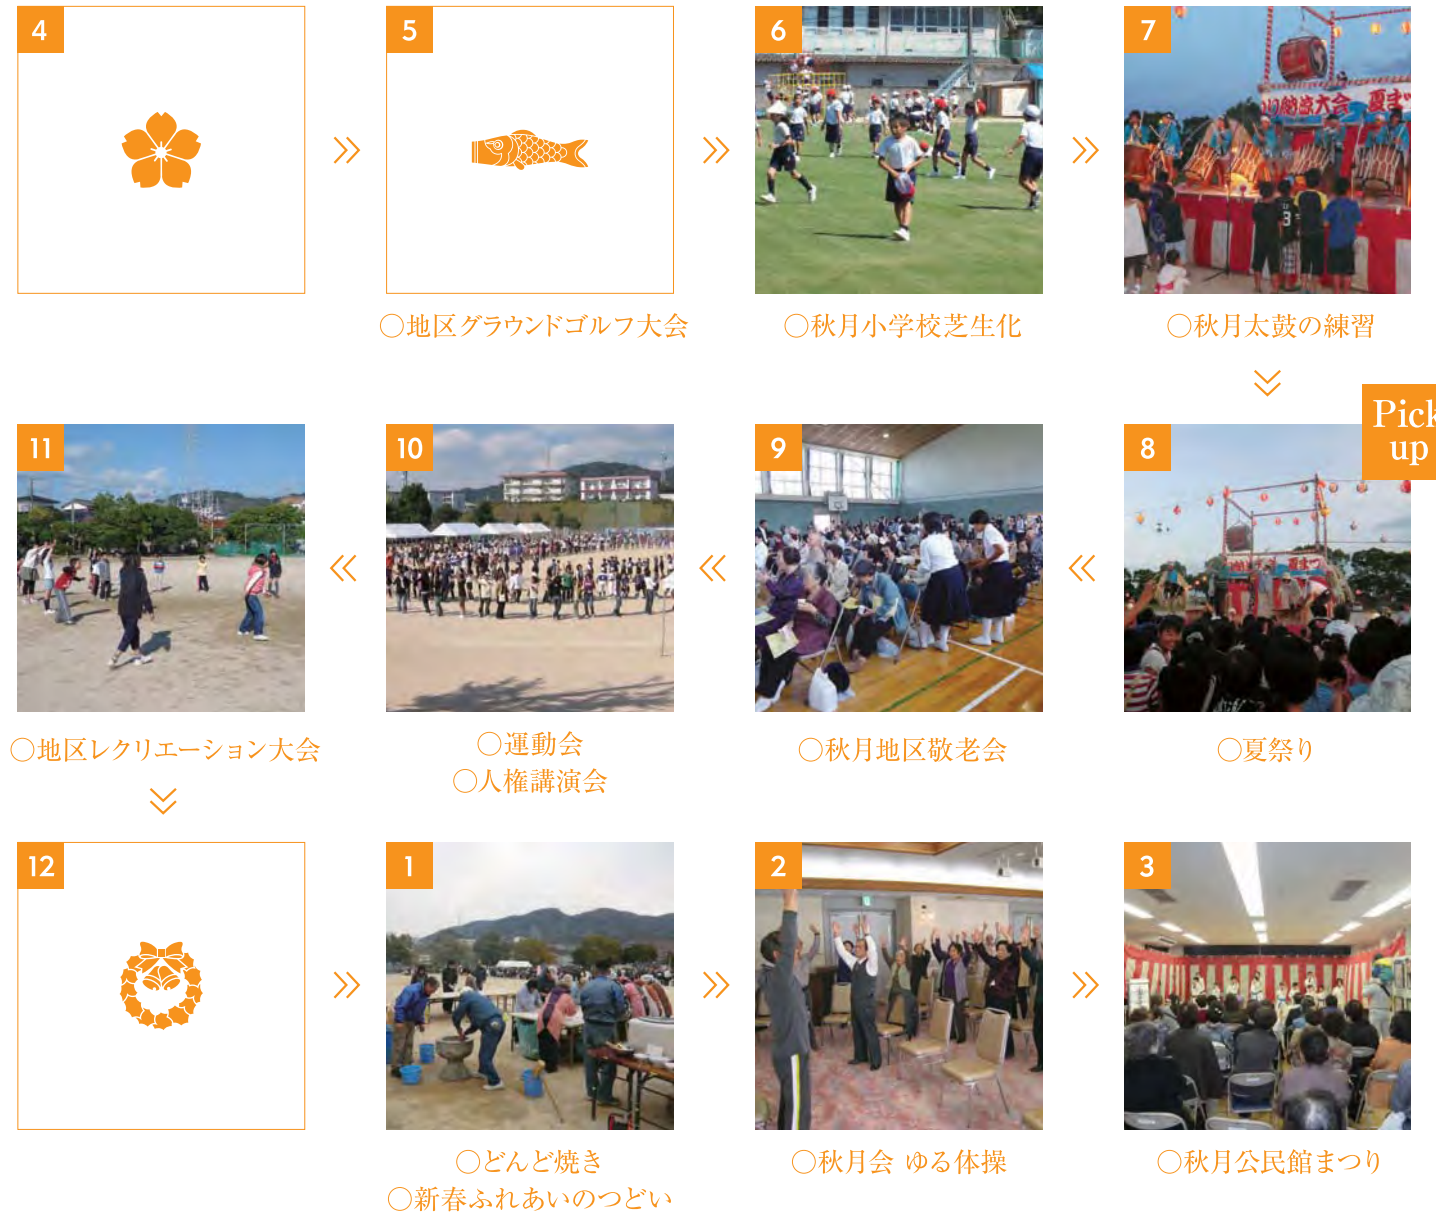 4
5
6
7
○地区グラウンドゴルフ大会
○秋月小学校芝生化
○秋月太鼓の練習
Pick
up
11
10
9
8
○地区レクリエーション大会
○運動会
○人権講演会
○秋月地区敬老会
○夏祭り
12
1
2
3
○どんど焼き
○新春ふれあいのつどい
○秋月会 ゆる体操
○秋月公民館まつり